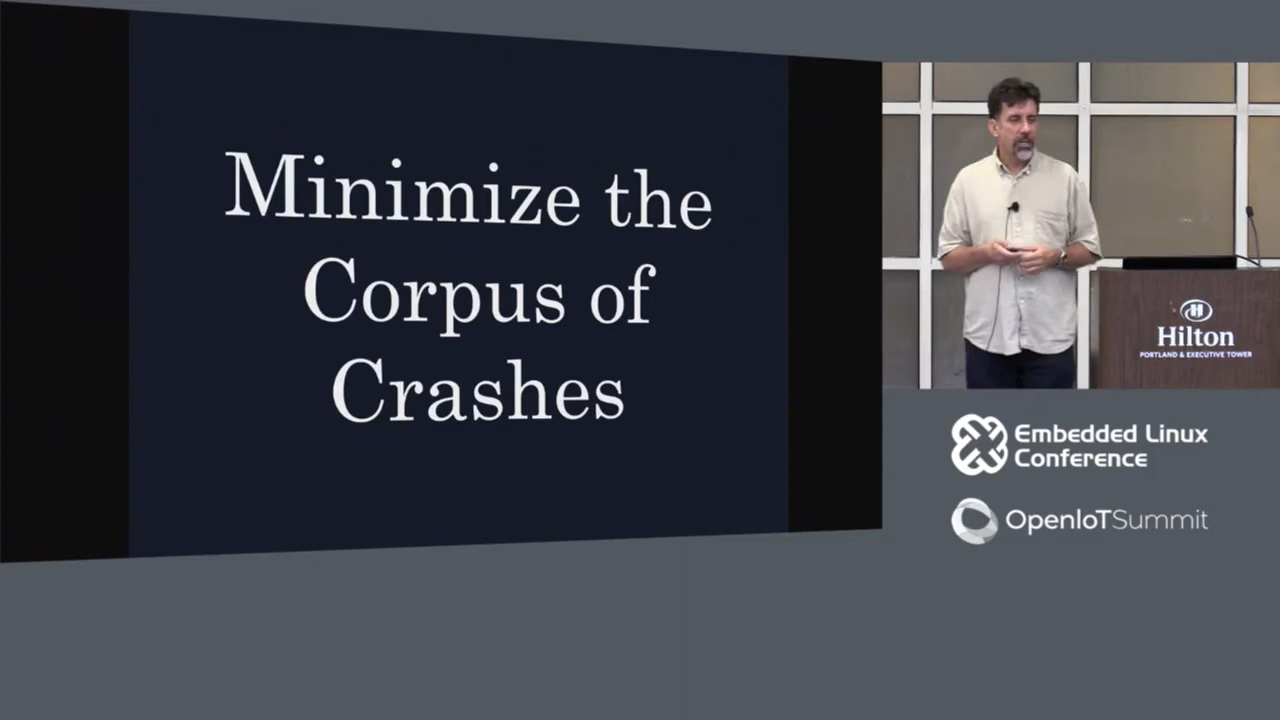 Minimize the
Corpus of
Crashes
Hilton
PORTLAND & EXECUTIVE TOWER
Embedded Linux
Conference
OpenIoTSummit